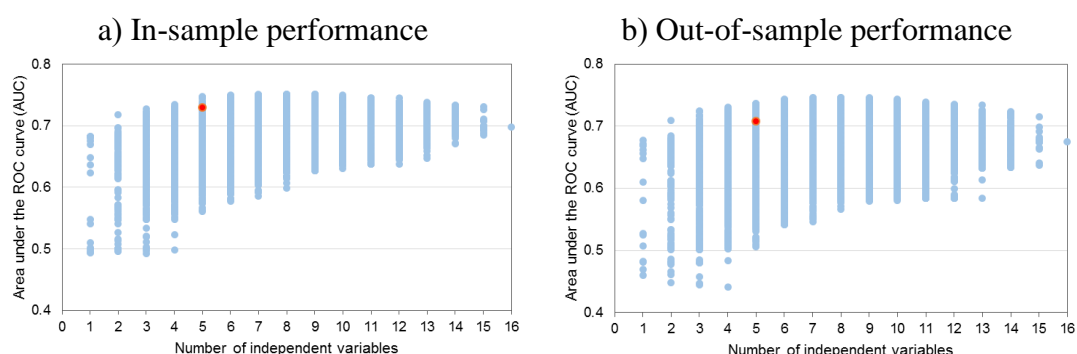 a) In-sample performance
Area under the ROC curve (AUC)
0.8
0.7
0.6
0.5
0.4
0 1 2 3 4 5 6 7 8 9 10 11 12 13 14 15 16
Number of independent variables
b) Out-of-sample performance
Area under the ROC curve (AUC)
0.8
0.7
0.6
0.5
0.4
0 1 2 3 4 5 6 7 8 9 10 11 12 13 14 15 16
Number of independent variables